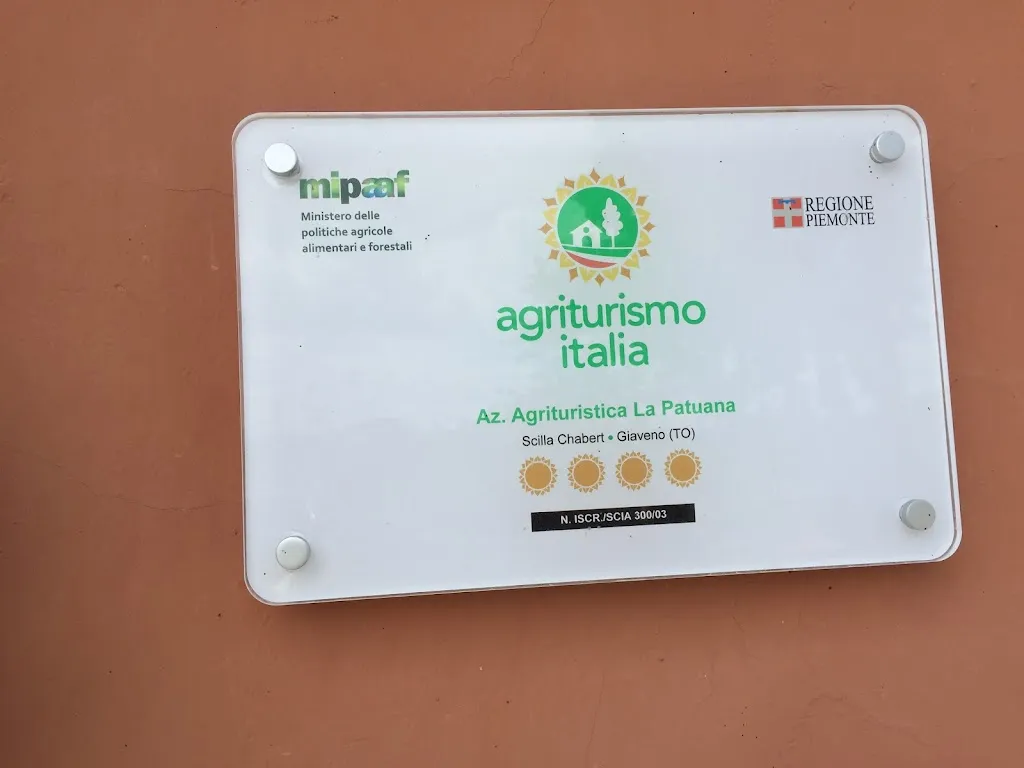 mipaaf
Ministero delle
politiche agricole
alimentari e forestali
REGIONE
PIEMONTE
agriturismo
italia
Az. Agrituristica La Patuana
Scilla Chabert • Giaveno (TO)
N. ISCR./SCIA 300/03